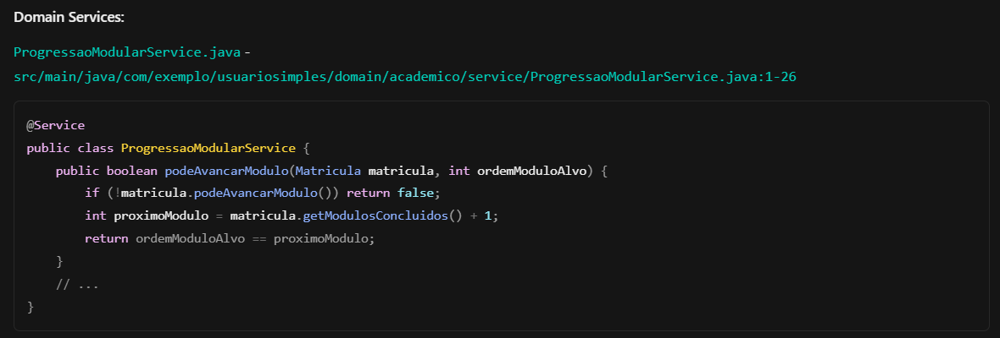 Domain Services:
ProgressaoModularService.java -
src/main/java/com/exemplo/usuariosimples/domain/academico/service/ProgressaoModularService.java:1-26
@Service
public class ProgressaoModularService {
    public boolean podeAvancarModulo(Matricula matricula, int ordemModuloAlvo) {
        if (!matricula.podeAvancarModulo()) return false;
        int proximoModulo = matricula.getModulosConcluidos() + 1;
        return ordemModuloAlvo == proximoModulo;
    }
    // ...
}